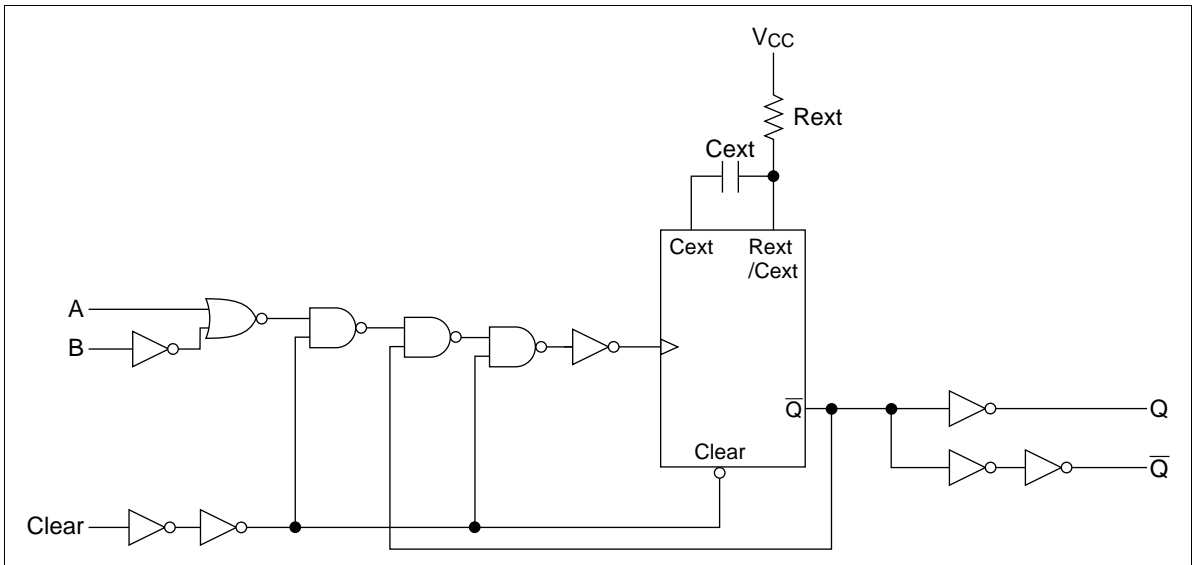 VCC
Rext
Cext
Cext
Rext
/Cext
A
B
Q̅
Q
Clear
Q̅
Clear